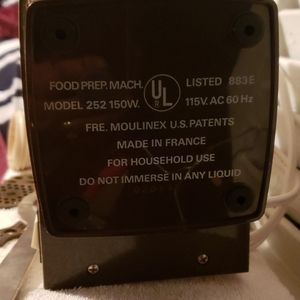 FOOD PREP. MACH. UL LISTED 883E
MODEL 252 150W. R 115V. AC 60 Hz
FRE. MOULINEX U.S. PATENTS
MADE IN FRANCE
FOR HOUSEHOLD USE
DO NOT IMMERSE IN ANY LIQUID